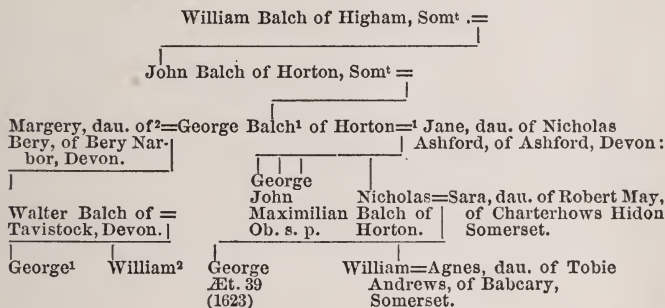 William Balch of Higham, Somᵗ .=
John Balch of Horton, Somᵗ =
Margery, dau. of²=George Balch¹ of Horton=¹ Jane, dau. of Nicholas
Bery, of Bery Nar-
bor, Devon.
Ashford, of Ashford, Devon:
George
John
Maximilian
Ob. s. p.
Nicholas=Sara, dau. of Robert May,
Balch of
Horton.
of Charterhows Hidon
Somerset.
Walter Balch of =
Tavistock, Devon.
George¹ William²
George
Æt. 39
(1623)
William=Agnes, dau. of Tobie
Andrews, of Babcary,
Somerset.